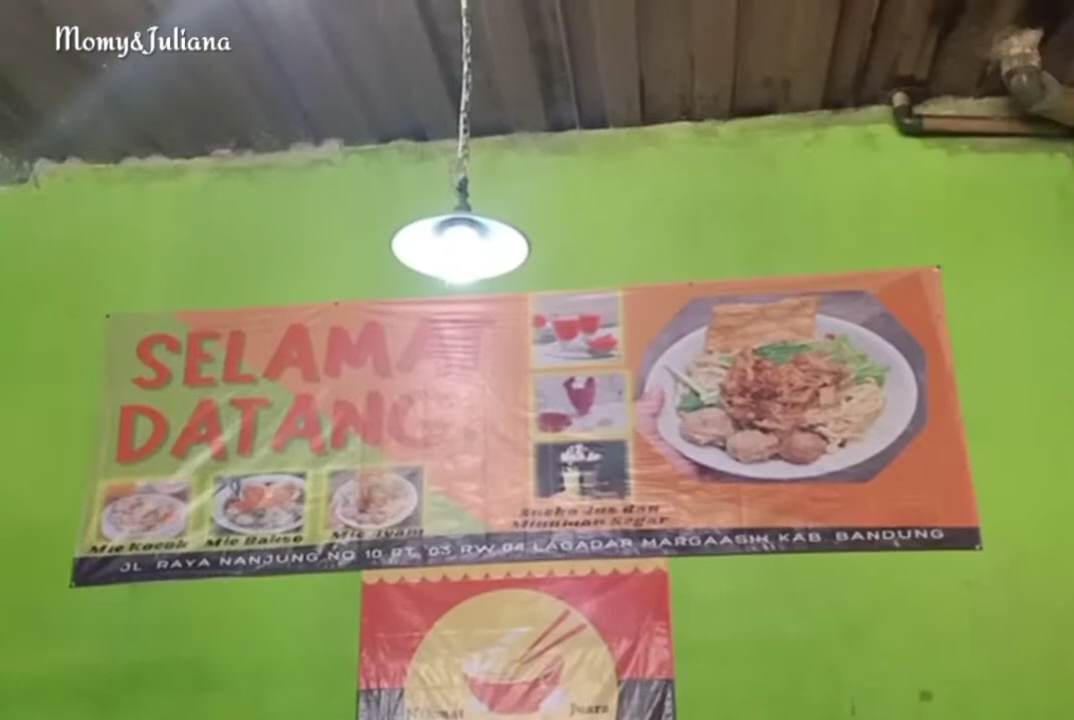 Momy&Juliana
SELAMAT
DATANG
Mie Kocok
Mie Bakso
Mie Ayam
Aneka Jus dan
Minuman Segar
JL RAYA NANJUNG NO 10 RT 03 RW 04 LAGADAR MARGAASIH KAB BANDUNG
Nikmat
Juara